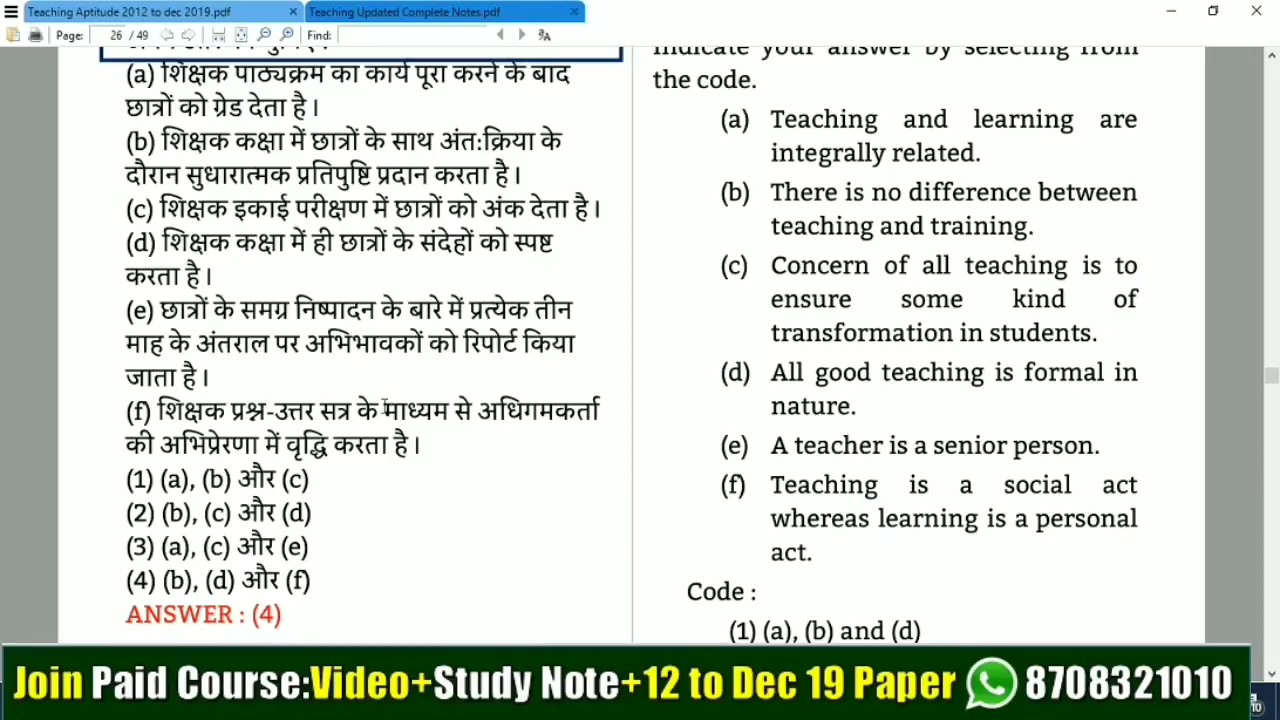 Teaching Aptitude 2012 to dec 2019.pdf
Teaching Updated Complete Notes.pdf
Page: 26 / 49 Find:
(a) शिक्षक पाठ्यक्रम का कार्य पूरा करने के बाद
छात्रों को ग्रेड देता है।
(b) शिक्षक कक्षा में छात्रों के साथ अंत:क्रिया के
दौरान सुधारात्मक प्रतिपुष्टि प्रदान करता है।
(c) शिक्षक इकाई परीक्षण में छात्रों को अंक देता है।
(d) शिक्षक कक्षा में ही छात्रों के संदेहों को स्पष्ट
करता है।
(e) छात्रों के समग्र निष्पादन के बारे में प्रत्येक तीन
माह के अंतराल पर अभिभावकों को रिपोर्ट किया
जाता है।
(f) शिक्षक प्रश्न-उत्तर सत्र के माध्यम से अधिगमकर्ता
की अभिप्रेरणा में वृद्धि करता है।
(1) (a), (b) और (c)
(2) (b), (c) और (d)
(3) (a), (c) और (e)
(4) (b), (d) और (f)
ANSWER : (4)
indicate your answer by selecting from
the code.
(a) Teaching and learning are
integrally related.
(b) There is no difference between
teaching and training.
(c) Concern of all teaching is to
ensure some kind of
transformation in students.
(d) All good teaching is formal in
nature.
(e) A teacher is a senior person.
(f) Teaching is a social act
whereas learning is a personal
act.
Code :
(1) (a), (b) and (d)
Join Paid Course:Video+Study Note+12 to Dec 19 Paper 8708321010